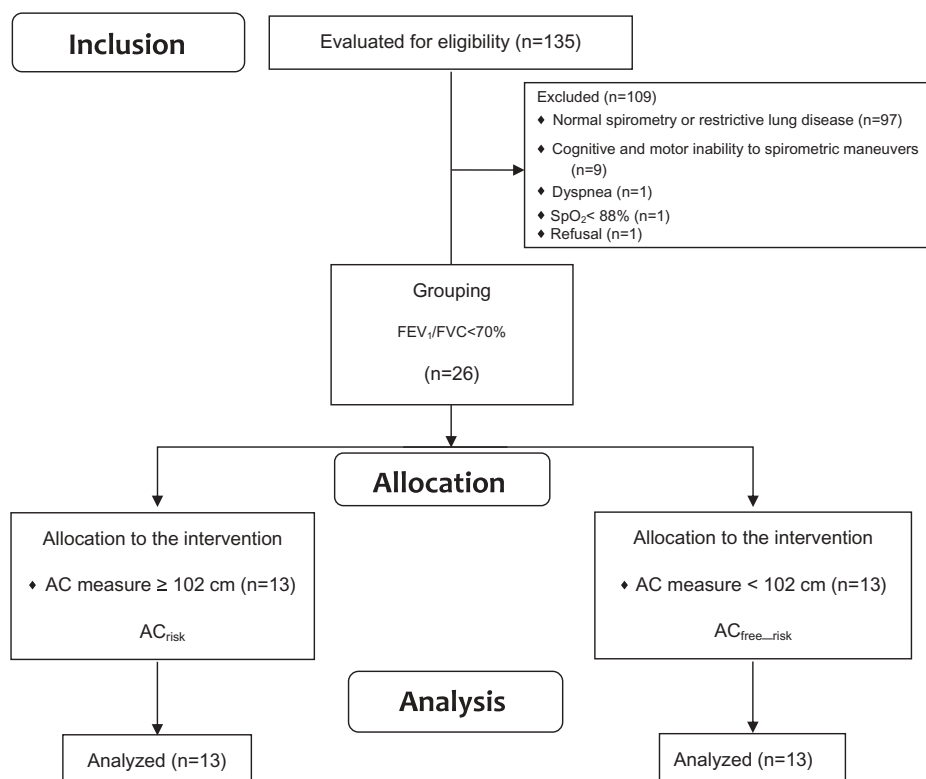 Inclusion
Evaluated for eligibility (n=135)
Excluded (n=109)
♦ Normal spirometry or restrictive lung disease (n=97)
♦ Cognitive and motor inability to spirometric maneuvers
(n=9)
♦ Dyspnea (n=1)
♦ SpO₂< 88% (n=1)
♦ Refusal (n=1)
Grouping
FEV₁/FVC<70%
(n=26)
Allocation
Allocation to the intervention
♦ AC measure ≥ 102 cm (n=13)
ACrisk
Allocation to the intervention
♦ AC measure < 102 cm (n=13)
ACfree_risk
Analysis
Analyzed (n=13)
Analyzed (n=13)